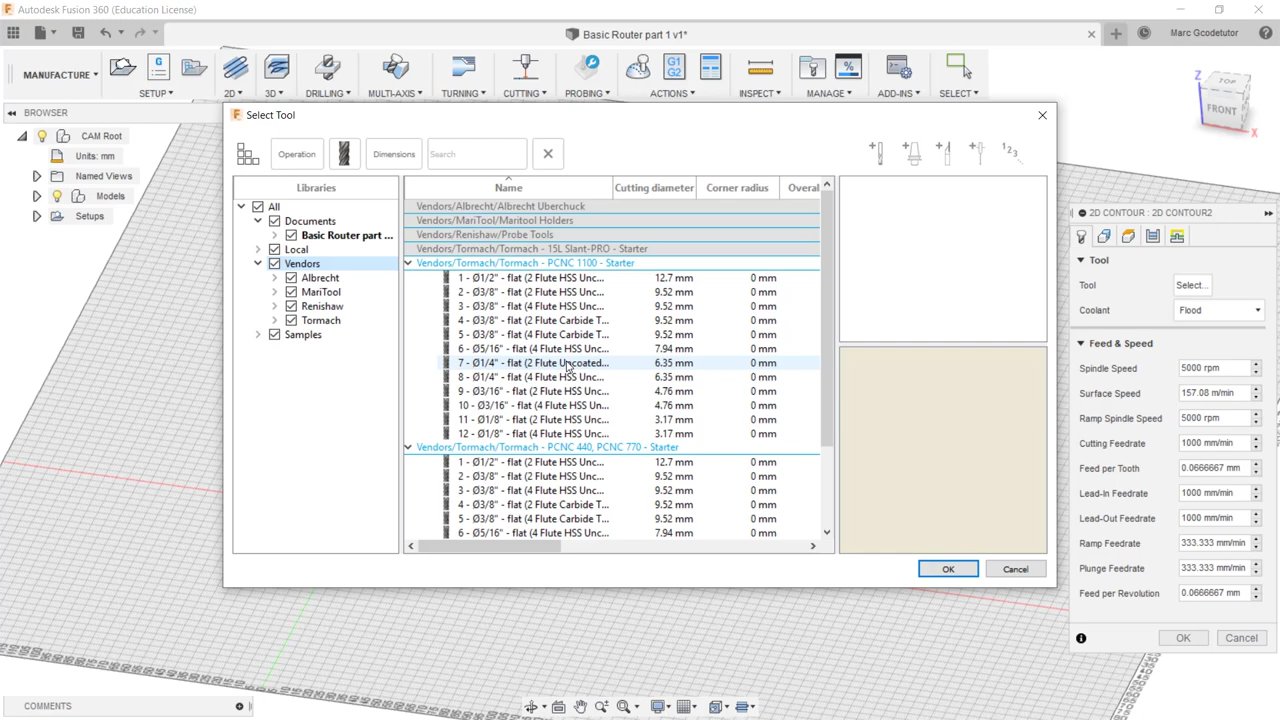 Autodesk Fusion 360 (Education License)
Basic Router part 1 v1*
Marc Gcodetutor
MANUFACTURE
SETUP
2D
3D
DRILLING
MULTI-AXIS
TURNING
CUTTING
PROBING
ACTIONS
INSPECT
MANAGE
ADD-INS
SELECT
G
G1
G2
%
BROWSER
CAM Root
Units: mm
Named Views
Models
Setups
Z
TOP
FRONT
X
Select Tool
Operation
Dimensions
Search
1 2 3
Libraries
All
Documents
Basic Router part ...
Local
Vendors
Albrecht
MariTool
Renishaw
Tormach
Samples
Name Cutting diameter Corner radius Overal
Vendors/Albrecht/Albrecht Uberchuck
Vendors/MariTool/Maritool Holders
Vendors/Renishaw/Probe Tools
Vendors/Tormach/Tormach - 15L Slant-PRO - Starter
Vendors/Tormach/Tormach - PCNC 1100 - Starter
1 - Ø1/2" - flat (2 Flute HSS Unc... 12.7 mm 0 mm
2 - Ø3/8" - flat (2 Flute HSS Unc... 9.52 mm 0 mm
3 - Ø3/8" - flat (4 Flute HSS Unc... 9.52 mm 0 mm
4 - Ø3/8" - flat (2 Flute Carbide T... 9.52 mm 0 mm
5 - Ø3/8" - flat (4 Flute Carbide T... 9.52 mm 0 mm
6 - Ø5/16" - flat (4 Flute HSS Unc... 7.94 mm 0 mm
7 - Ø1/4" - flat (2 Flute Uncoated... 6.35 mm 0 mm
8 - Ø1/4" - flat (4 Flute HSS Unc... 6.35 mm 0 mm
9 - Ø3/16" - flat (2 Flute HSS Unc... 4.76 mm 0 mm
10 - Ø3/16" - flat (4 Flute HSS Un... 4.76 mm 0 mm
11 - Ø1/8" - flat (2 Flute HSS Unc... 3.17 mm 0 mm
12 - Ø1/8" - flat (4 Flute HSS Unc... 3.17 mm 0 mm
Vendors/Tormach/Tormach - PCNC 440, PCNC 770 - Starter
1 - Ø1/2" - flat (2 Flute HSS Unc... 12.7 mm 0 mm
2 - Ø3/8" - flat (2 Flute HSS Unc... 9.52 mm 0 mm
3 - Ø3/8" - flat (4 Flute HSS Unc... 9.52 mm 0 mm
4 - Ø3/8" - flat (2 Flute Carbide T... 9.52 mm 0 mm
5 - Ø3/8" - flat (4 Flute Carbide T... 9.52 mm 0 mm
6 - Ø5/16" - flat (4 Flute HSS Unc... 7.94 mm 0 mm
OK Cancel
2D CONTOUR : 2D CONTOUR2
Tool
Tool Select...
Coolant Flood
Feed & Speed
Spindle Speed 5000 rpm
Surface Speed 157.08 m/min
Ramp Spindle Speed 5000 rpm
Cutting Feedrate 1000 mm/min
Feed per Tooth 0.0666667 mm
Lead-In Feedrate 1000 mm/min
Lead-Out Feedrate 1000 mm/min
Ramp Feedrate 333.333 mm/min
Plunge Feedrate 333.333 mm/min
Feed per Revolution 0.0666667 mm
OK Cancel
COMMENTS